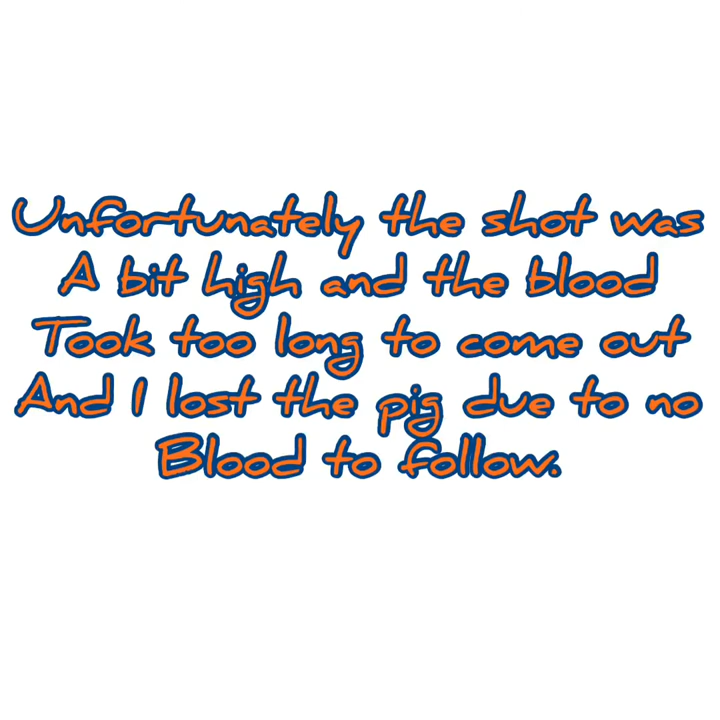 Unfortunately the shot was
A bit high and the blood
Took too long to come out
And I lost the pig due to no
Blood to follow.